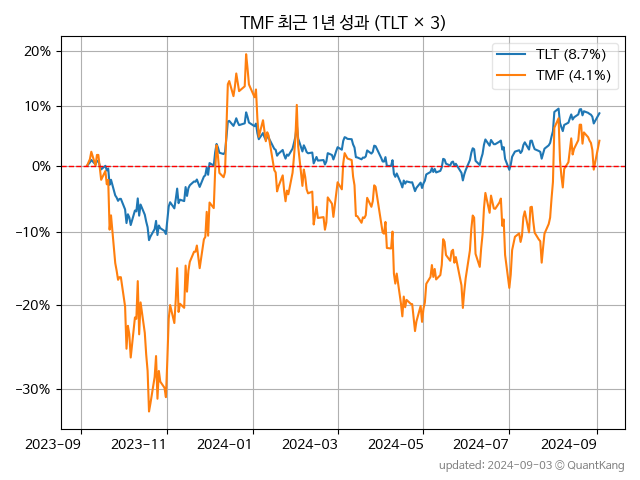 TMF 최근 1년 성과 (TLT × 3)
TLT (8.7%)
TMF (4.1%)
20%
10%
0%
−10%
−20%
−30%
2023−09 2023−11 2024−01 2024−03 2024−05 2024−07 2024−09
updated: 2024−09−03 © QuantKang